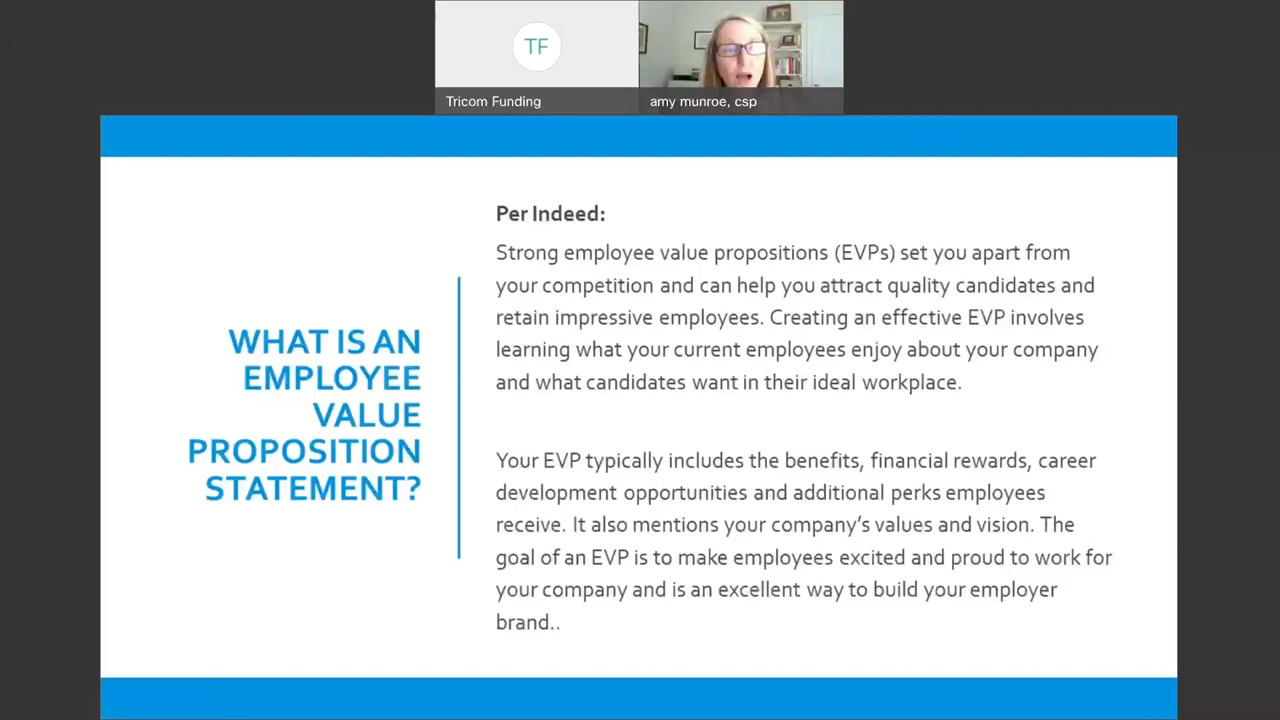 TF
Tricom Funding
amy munroe, csp
WHAT IS AN
EMPLOYEE
VALUE
PROPOSITION
STATEMENT?
Per Indeed:
Strong employee value propositions (EVPs) set you apart from
your competition and can help you attract quality candidates and
retain impressive employees. Creating an effective EVP involves
learning what your current employees enjoy about your company
and what candidates want in their ideal workplace.
Your EVP typically includes the benefits, financial rewards, career
development opportunities and additional perks employees
receive. It also mentions your company’s values and vision. The
goal of an EVP is to make employees excited and proud to work for
your company and is an excellent way to build your employer
brand..